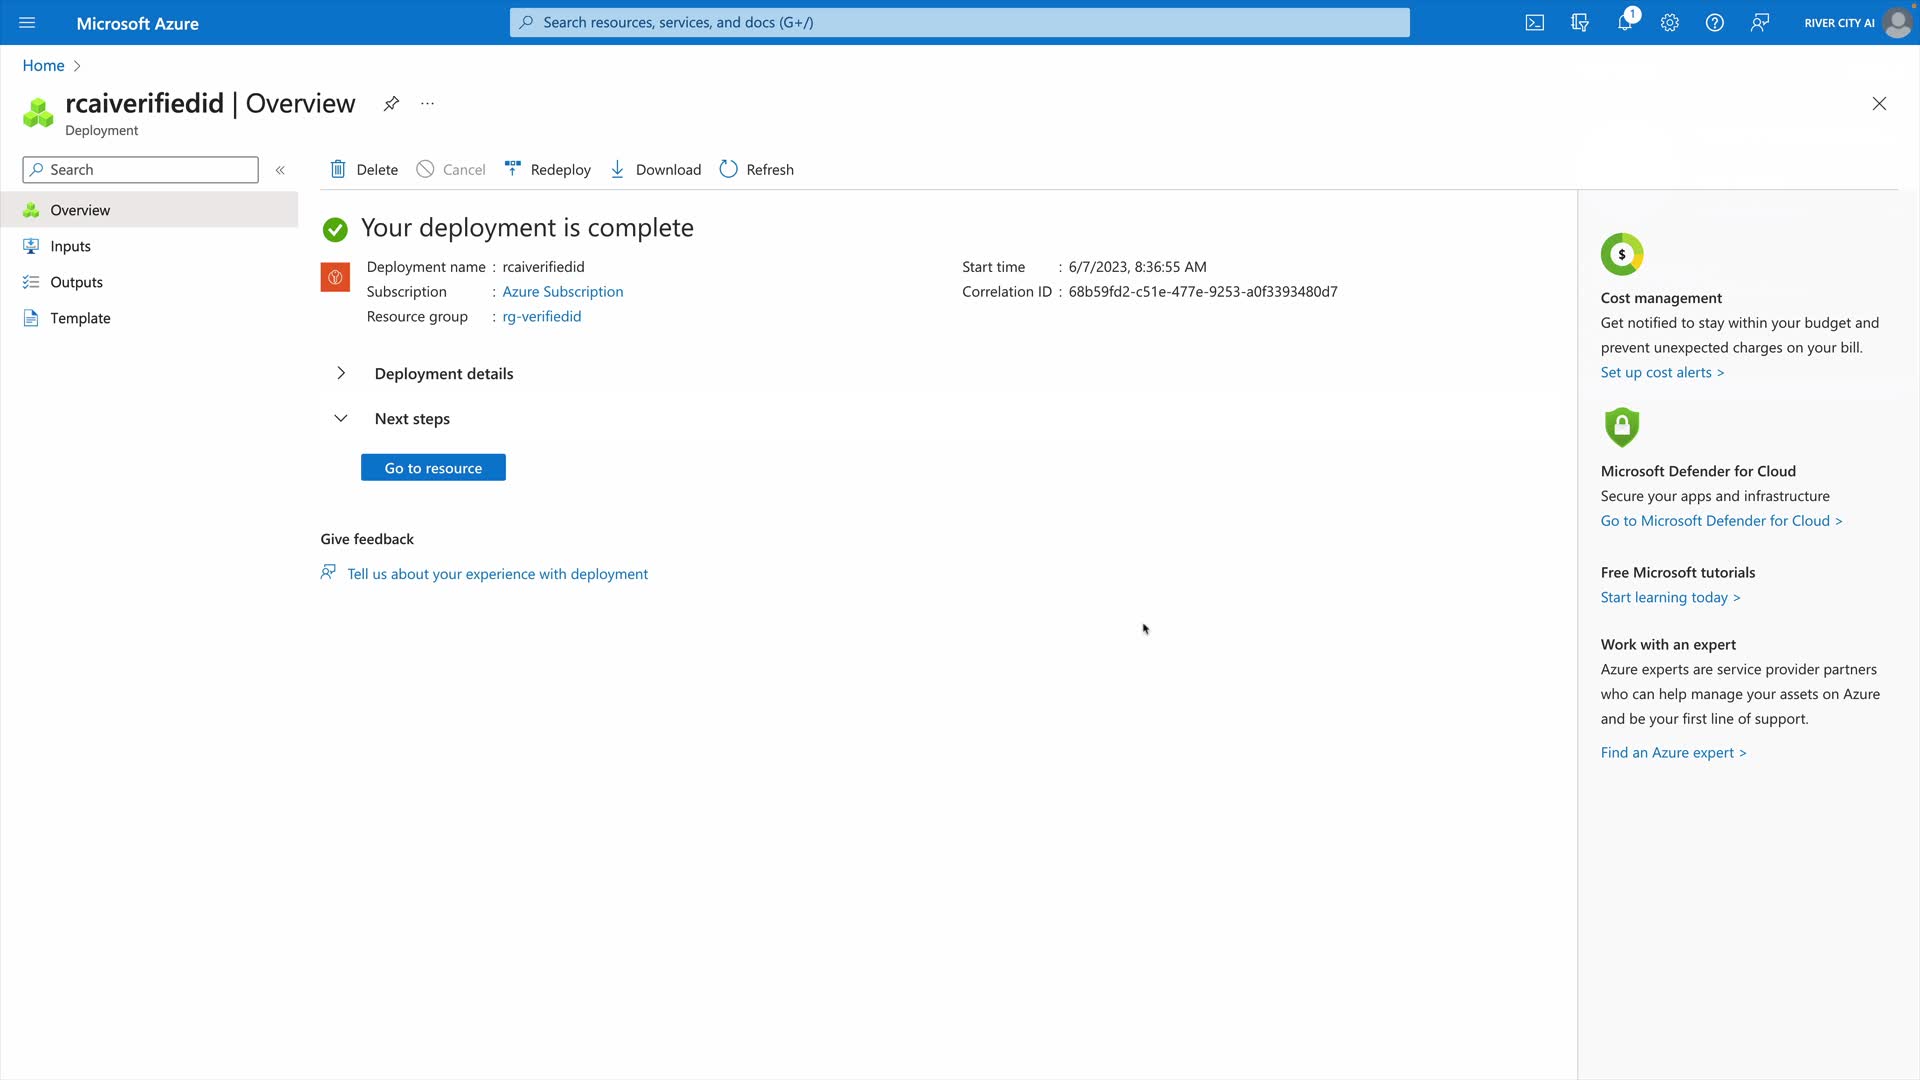 Microsoft Azure
Search resources, services, and docs (G+/)
1
RIVER CITY AI
Home
rcaiverifiedid | Overview
Deployment
Search
Delete
Cancel
Redeploy
Download
Refresh
Overview
Inputs
Outputs
Template
Your deployment is complete
Deployment name : rcaiverifiedid
Subscription : Azure Subscription
Resource group : rg-verifiedid
Start time : 6/7/2023, 8:36:55 AM
Correlation ID : 68b59fd2-c51e-477e-9253-a0f3393480d7
Deployment details
Next steps
Go to resource
Give feedback
Tell us about your experience with deployment
$
Cost management
Get notified to stay within your budget and
prevent unexpected charges on your bill.
Set up cost alerts >
Microsoft Defender for Cloud
Secure your apps and infrastructure
Go to Microsoft Defender for Cloud >
Free Microsoft tutorials
Start learning today >
Work with an expert
Azure experts are service provider partners
who can help manage your assets on Azure
and be your first line of support.
Find an Azure expert >